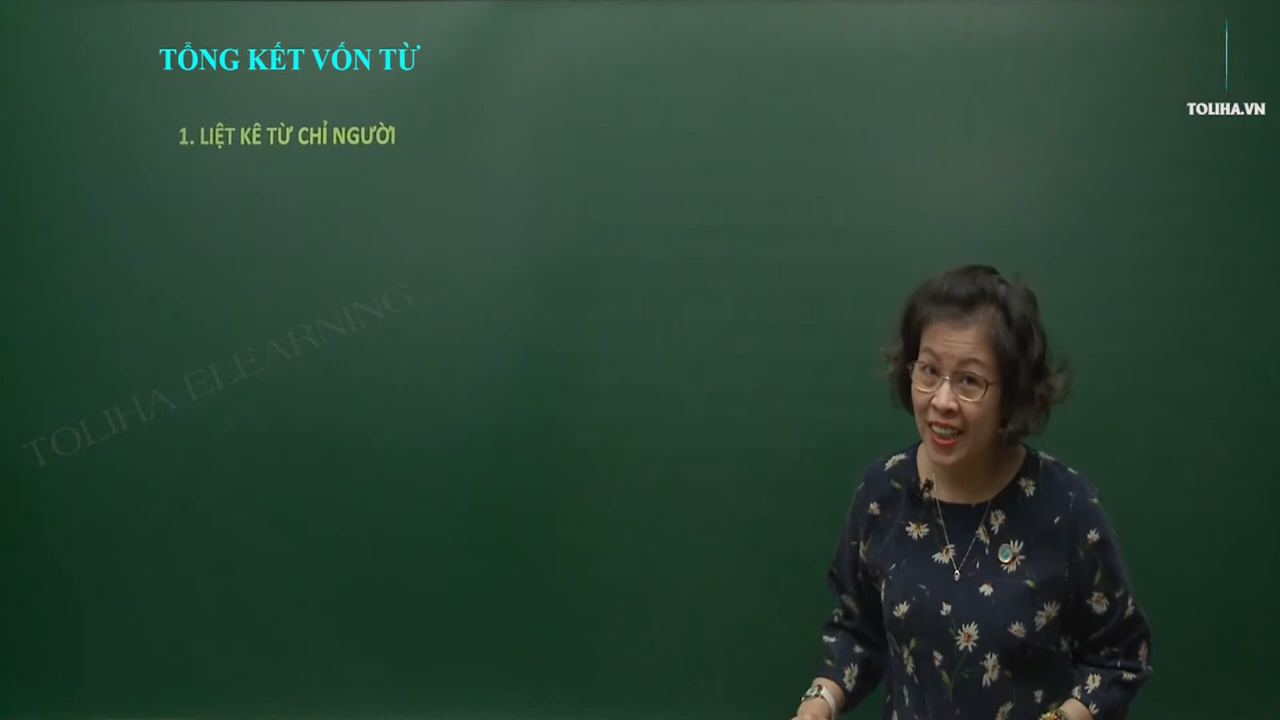 TỔNG KẾT VỐN TỪ
TOLIHA.VN
1. LIỆT KÊ TỪ CHỈ NGƯỜI
TOLIHA ELEARNING